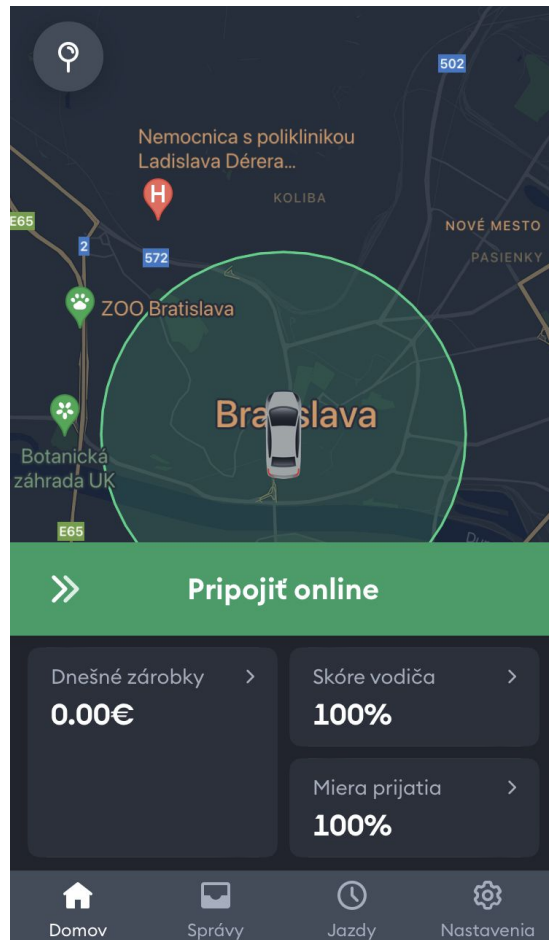 502
Nemocnica s poliklinikou
Ladislava Dérera...
H
KOLIBA
E65
NOVÉ MESTO
2
572
PASIENKY
ZOO Bratislava
Botanická
záhrada UK
E65
Pripojiť online
Dnešné zárobky
0.00€
Skóre vodiča
100%
Miera prijatia
100%
Domov
Správy
Jazdy
Nastavenia